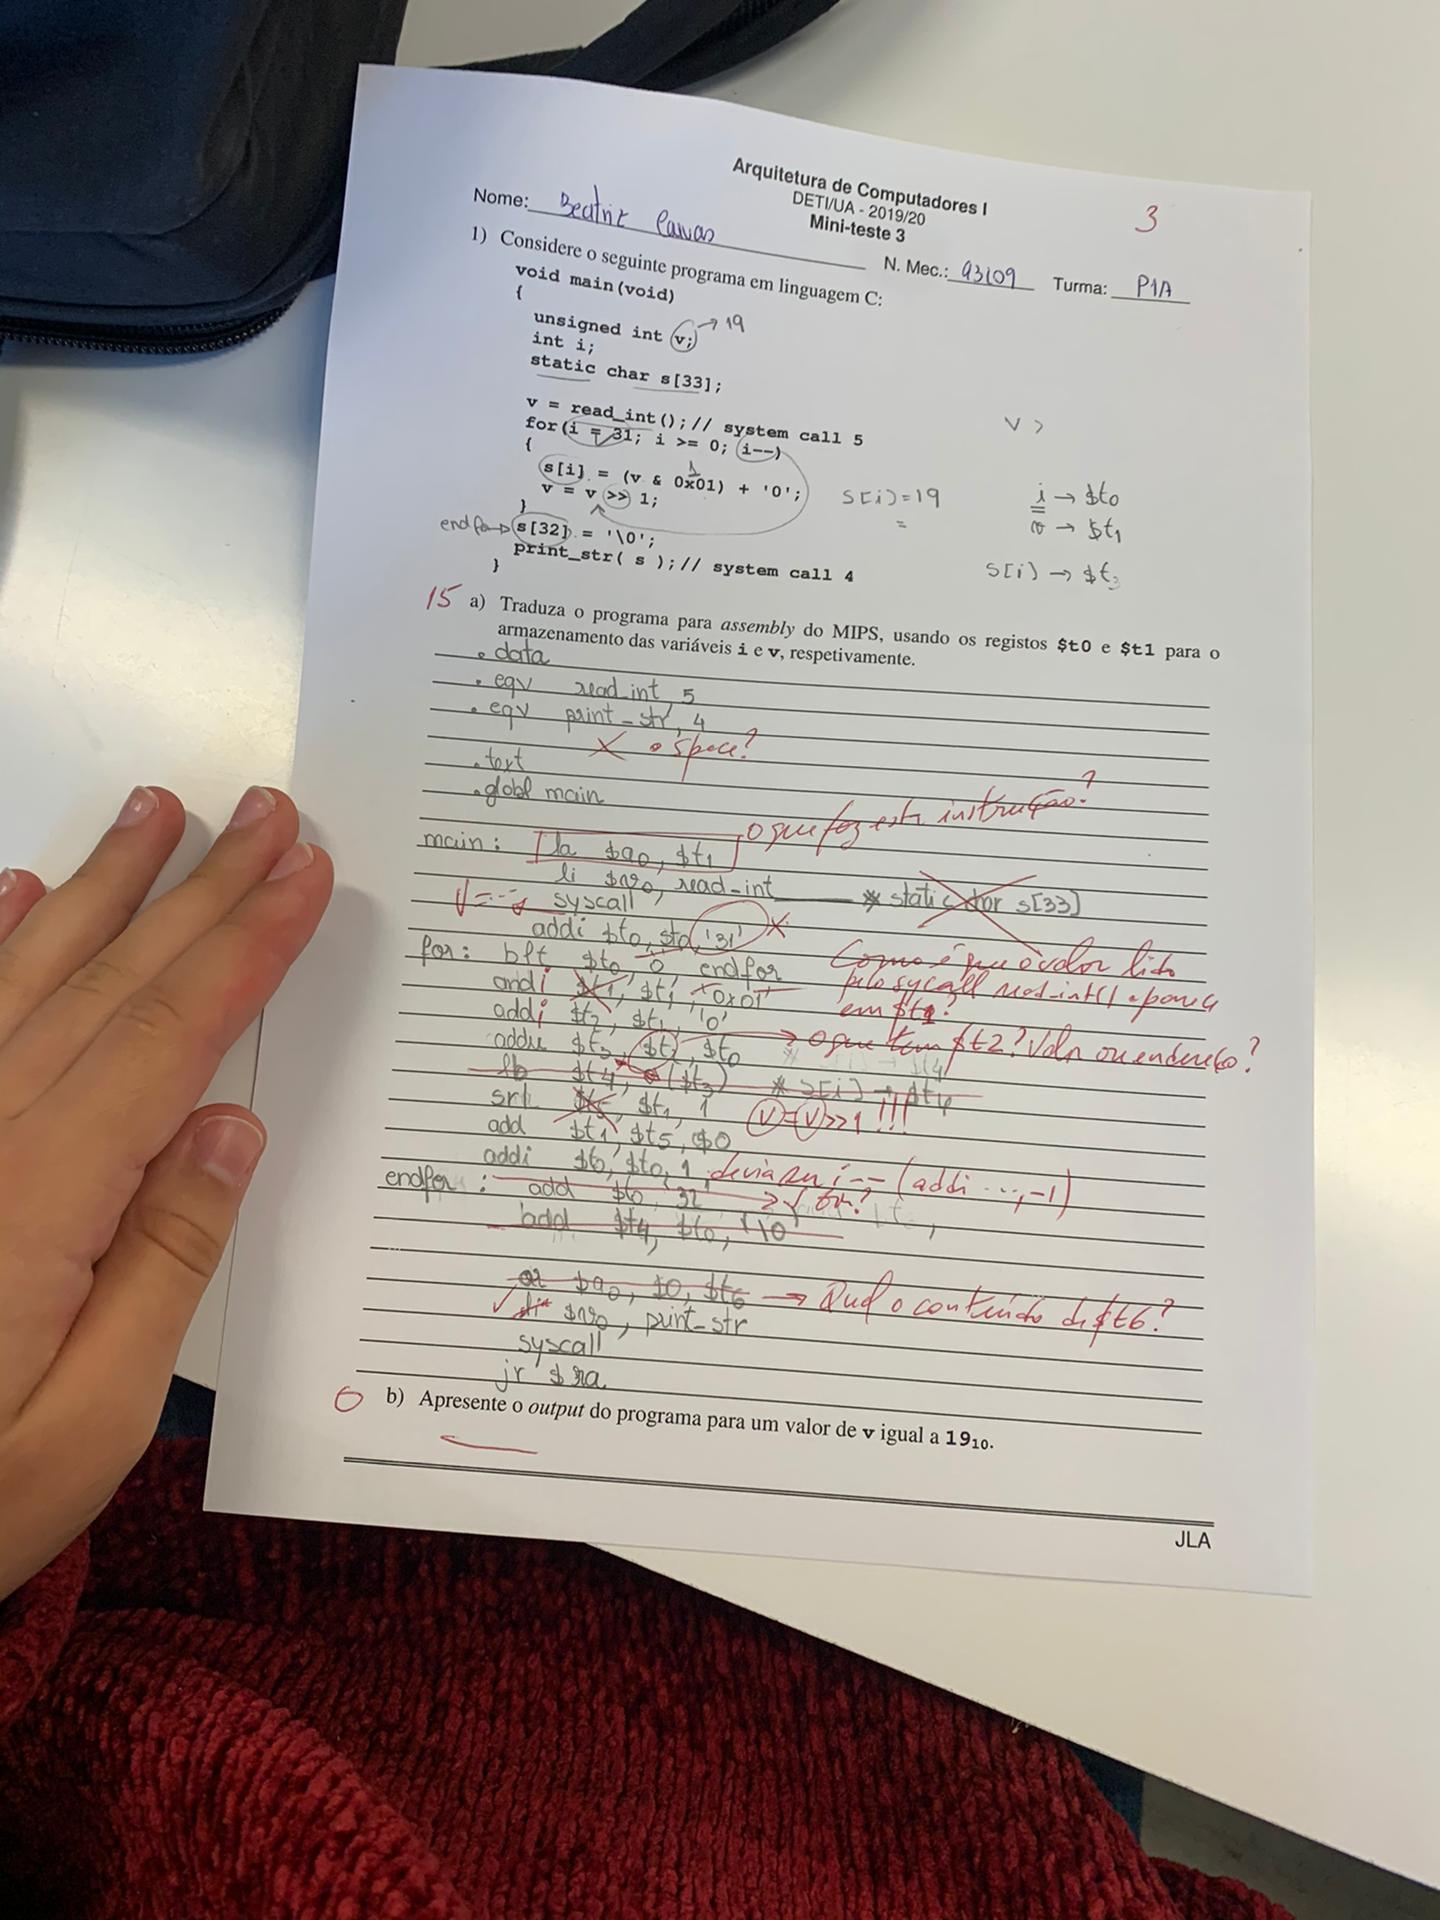 Arquitetura de Computadores I
DETI/UA - 2019/20
Mini-teste 3
3
Nome: Beatriz
N. Mec.: 93109 Turma: P1A
1) Considere o seguinte programa em linguagem C:
void main(void)
{
unsigned int v; → 19
int i;
static char s[33];
v = read_int(); // system call 5
for(i = 31; i >= 0; i--)
{
s[i] = (v & 0x01) + '0';
v = v >> 1;
}
s[32] = '\0';
print_str( s ); // system call 4
}
v >
1
S[i]=19
=
i → $t0
v → $t1
S[i] → $t3
endfor →
15 a) Traduza o programa para assembly do MIPS, usando os registos $t0 e $t1 para o
armazenamento das variáveis i e v, respetivamente.
.data
.eqv read_int, 5
.eqv print_str, 4
X .space?
.text
.globl main
o que faz esta instrução?
main: la $a0, $t1
li $v0, read_int * static char s[33]
v=... syscall
addi $t0, $t0, '31' X
for: blt $t0, 0, endfor Como é que o valor lido
andi $t1, $t1, '0x01' pelo syscall read_int() aparece
addi $t2, $t1, '0' em $t1?
addu $t3, $t2, $t0 → o que tem $t2? Valor ou endereço?
lb $t4, 0($t3) * S[i] → $t4
srl $t5, $t1, 1 V=V>>1 !!!
add $t1, $t5, $0
addi $t0, $t0, 1 devia ser i-- (addi ..., -1)
endfor: add $t0, 32 → j for?
add $t4, $t0, '\0'
or $a0, $0, $t6 → Qual o conteúdo de $t6?
✓ li $v0, print_str
syscall
jr $ra
0 b) Apresente o output do programa para um valor de v igual a 19₁₀.
JLA